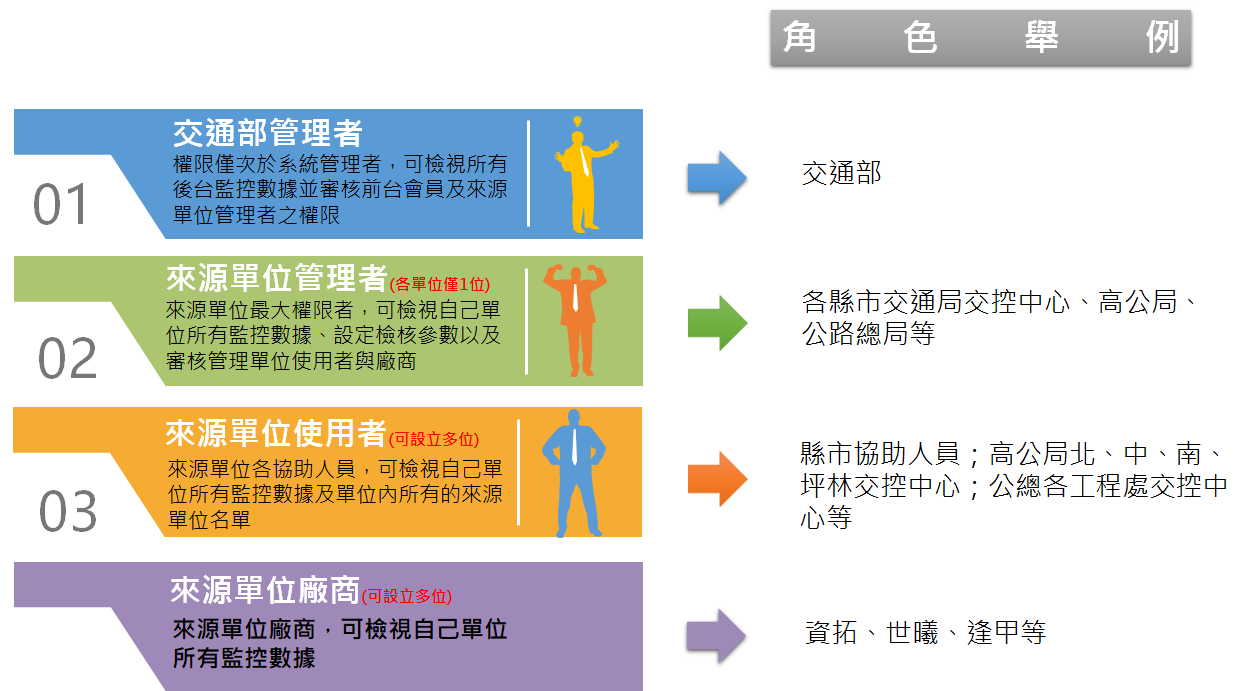 角色舉例
01
交通部管理者
權限僅次於系統管理者，可檢視所有
後台監控數據並審核前台會員及來源
單位管理者之權限
交通部
02
來源單位管理者(各單位僅1位)
來源單位最大權限者，可檢視自己單
位所有監控數據、設定檢核參數以及
審核管理單位使用者與廠商
各縣市交通局交控中心、高公局、
公路總局等
03
來源單位使用者(可設立多位)
來源單位各協助人員，可檢視自己單
位所有監控數據及單位內所有的來源
單位名單
縣市協助人員；高公局北、中、南、
坪林交控中心；公總各工程處交控中
心等
來源單位廠商(可設立多位)
來源單位廠商，可檢視自己單位
所有監控數據
資拓、世曦、逢甲等